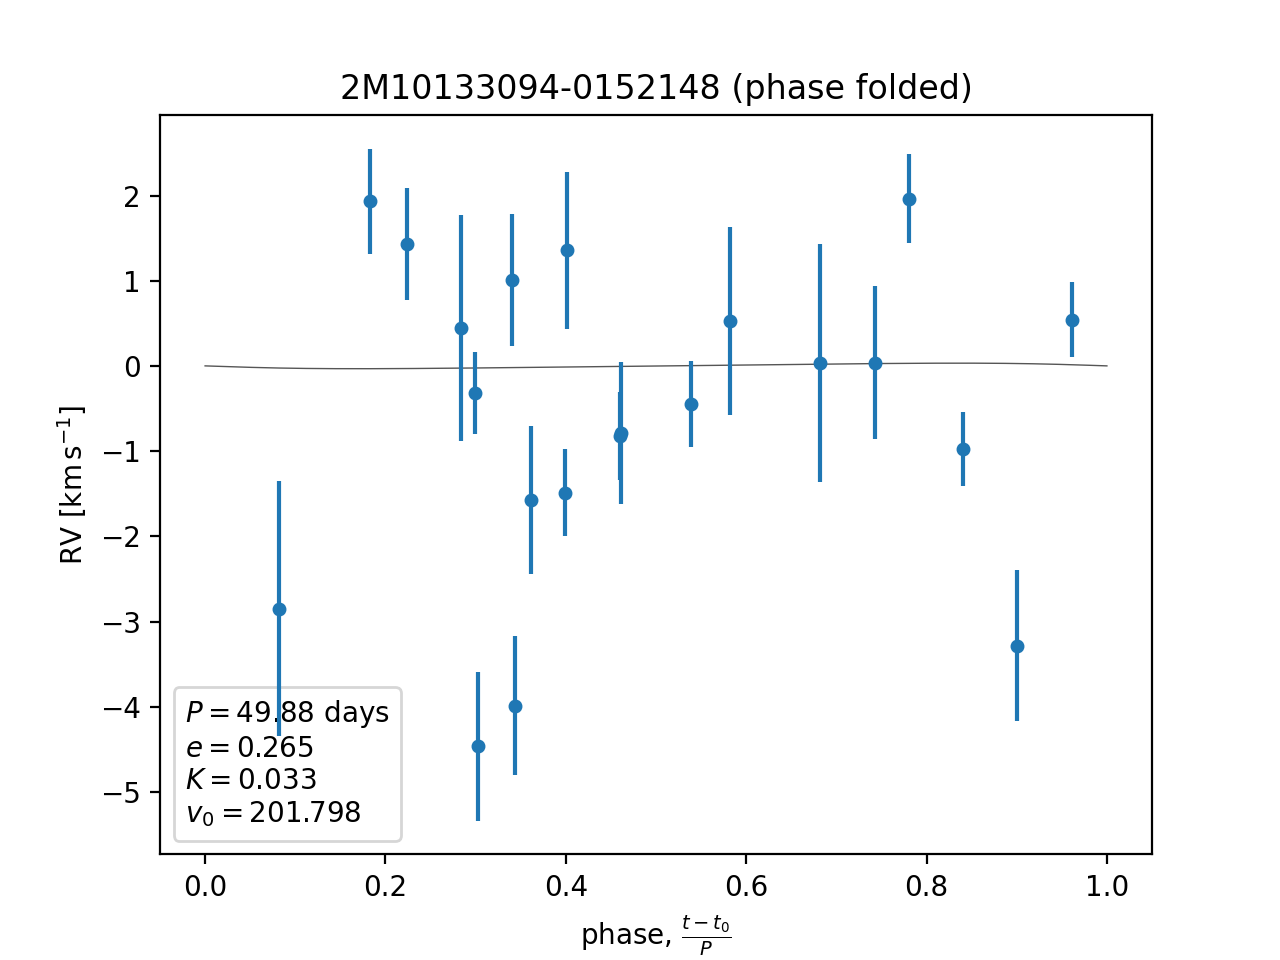 2M10133094-0152148 (phase folded)
RV [km s⁻¹]
2
1
0
−1
−2
−3
−4
−5
P = 49.88 days
e = 0.265
K = 0.033
v₀ = 201.798
0.0 0.2 0.4 0.6 0.8 1.0
phase, (t − t₀)/P